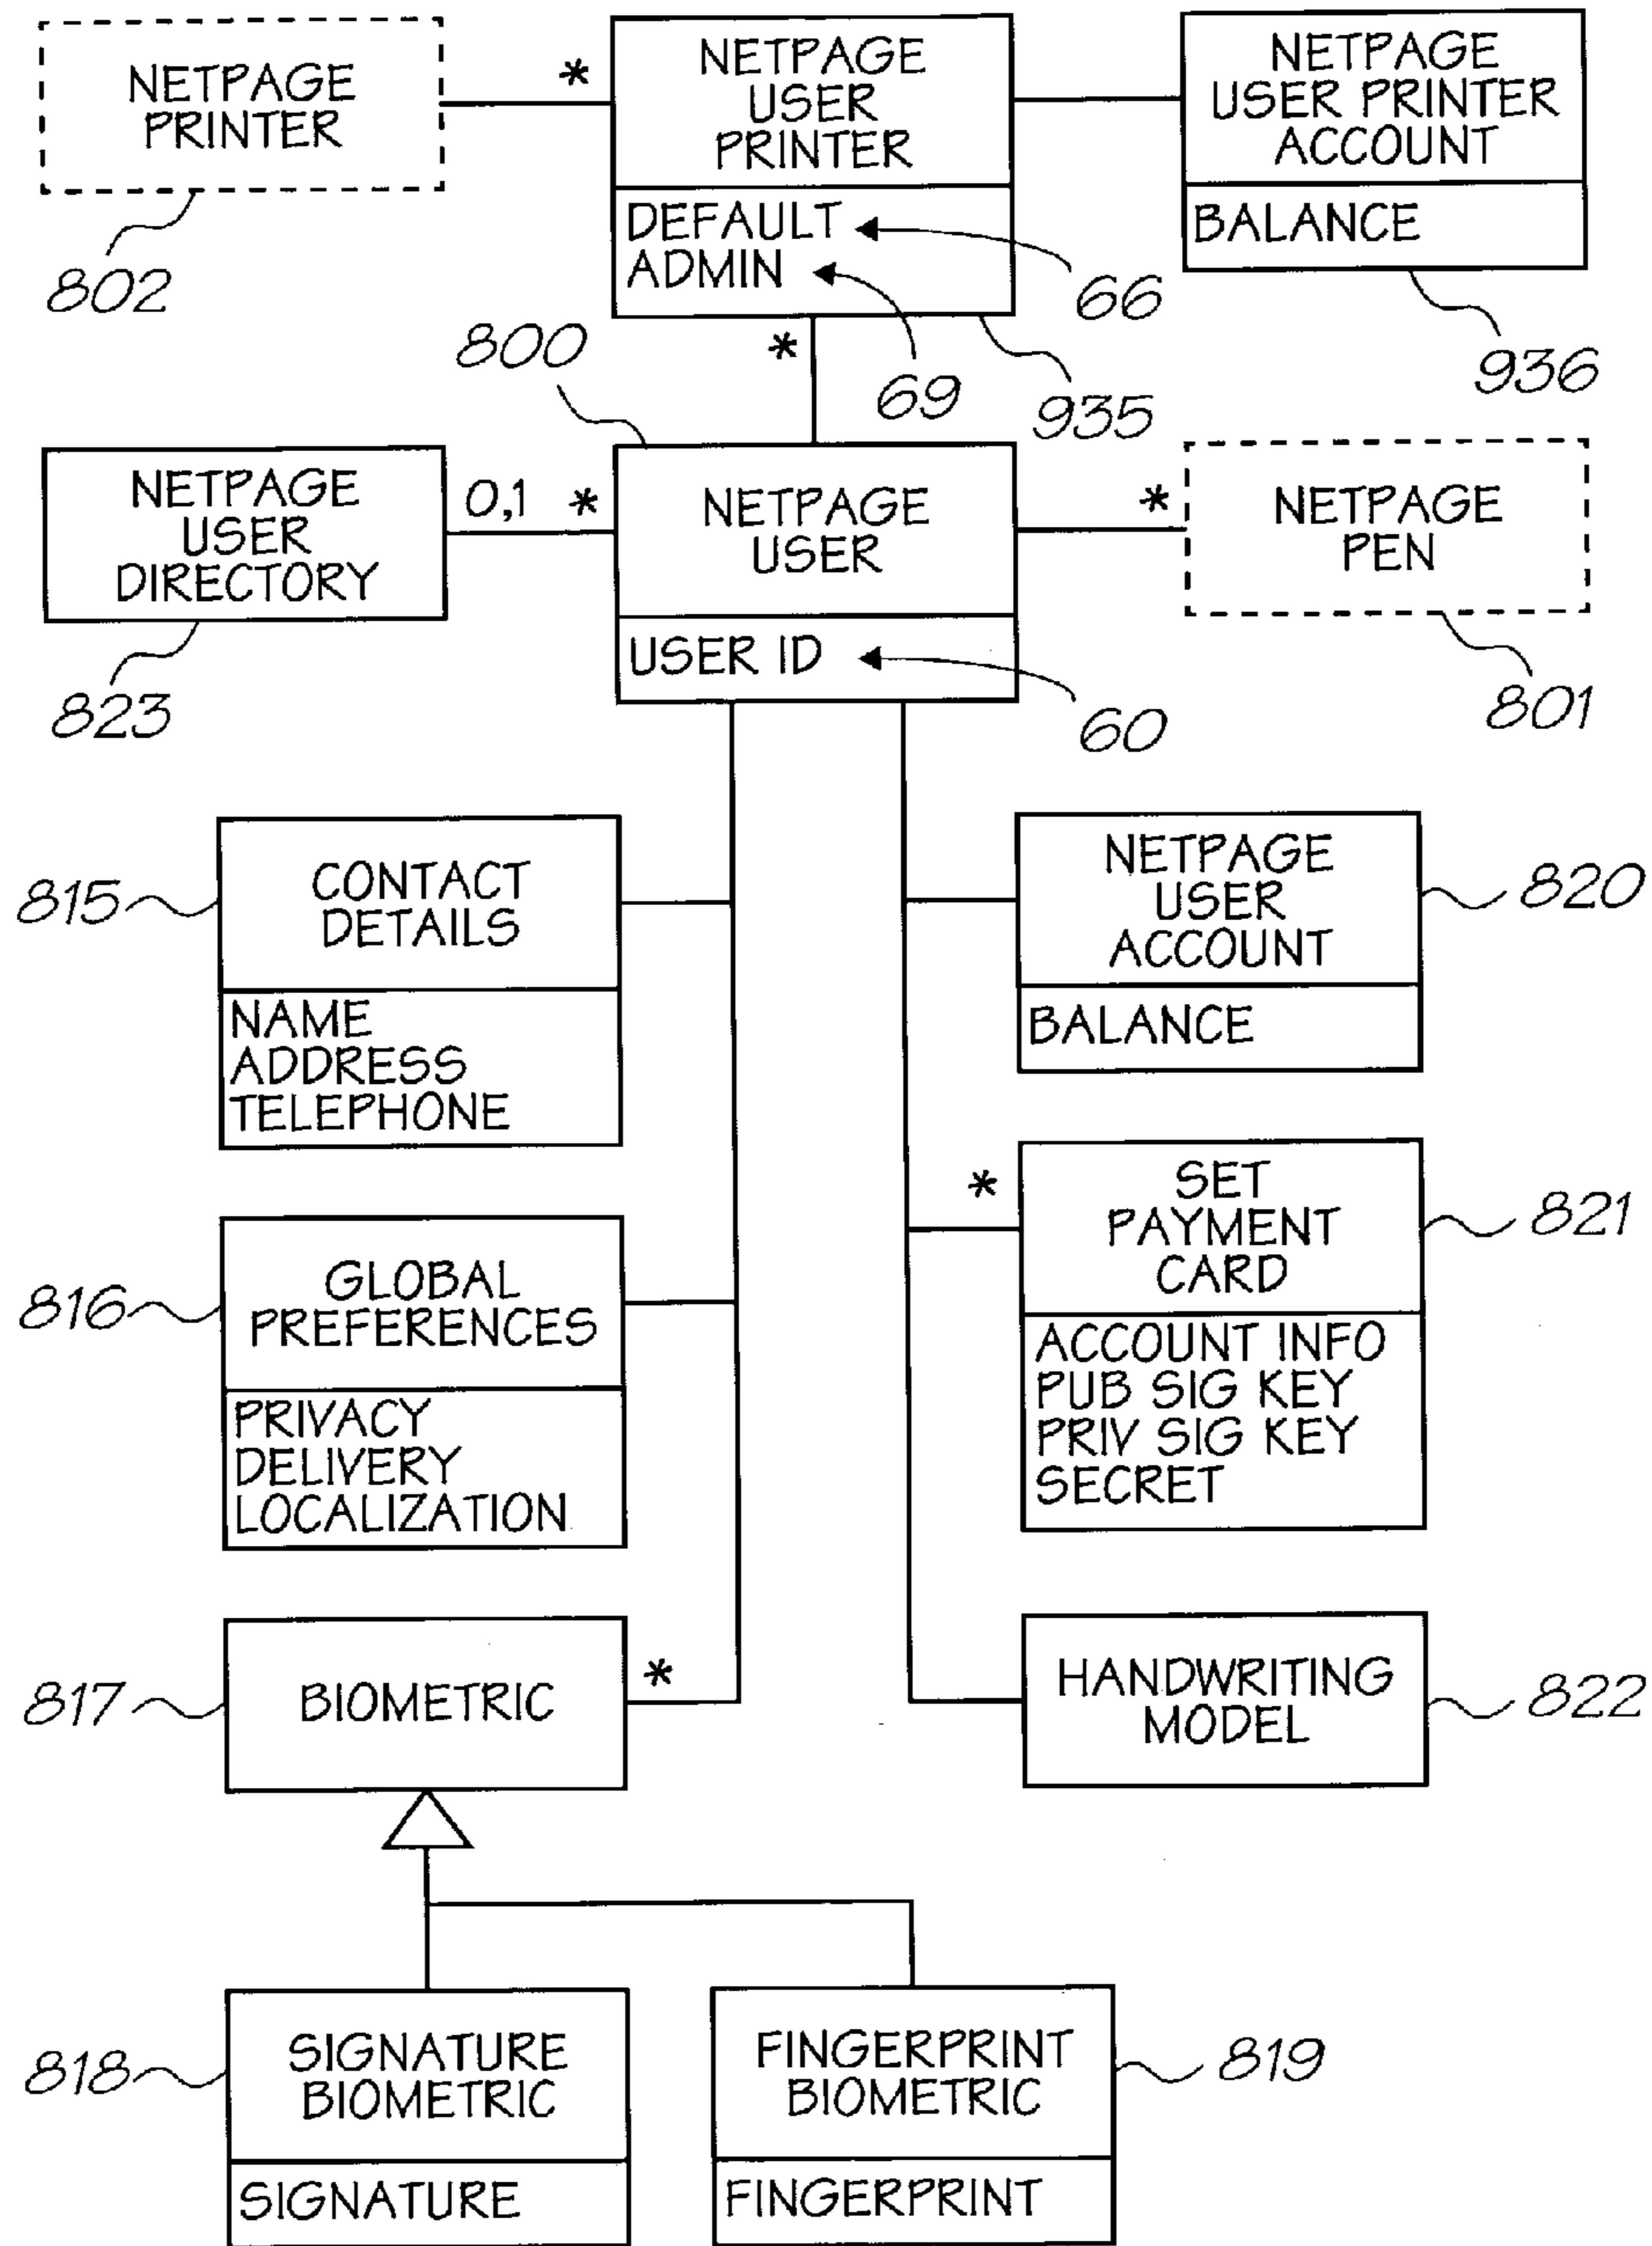 NETPAGE
PRINTER
802
*
NETPAGE
USER
PRINTER
DEFAULT
ADMIN
66
69
935
NETPAGE
USER PRINTER
ACCOUNT
BALANCE
936
*
800
NETPAGE
USER
DIRECTORY
823
0,1
*
NETPAGE
USER
USER ID
60
*
NETPAGE
PEN
801
815
CONTACT
DETAILS
NAME
ADDRESS
TELEPHONE
NETPAGE
USER
ACCOUNT
BALANCE
820
816
GLOBAL
PREFERENCES
PRIVACY
DELIVERY
LOCALIZATION
*
SET
PAYMENT
CARD
ACCOUNT INFO
PUB SIG KEY
PRIV SIG KEY
SECRET
821
817
BIOMETRIC
*
HANDWRITING
MODEL
822
818
SIGNATURE
BIOMETRIC
SIGNATURE
FINGERPRINT
BIOMETRIC
FINGERPRINT
819